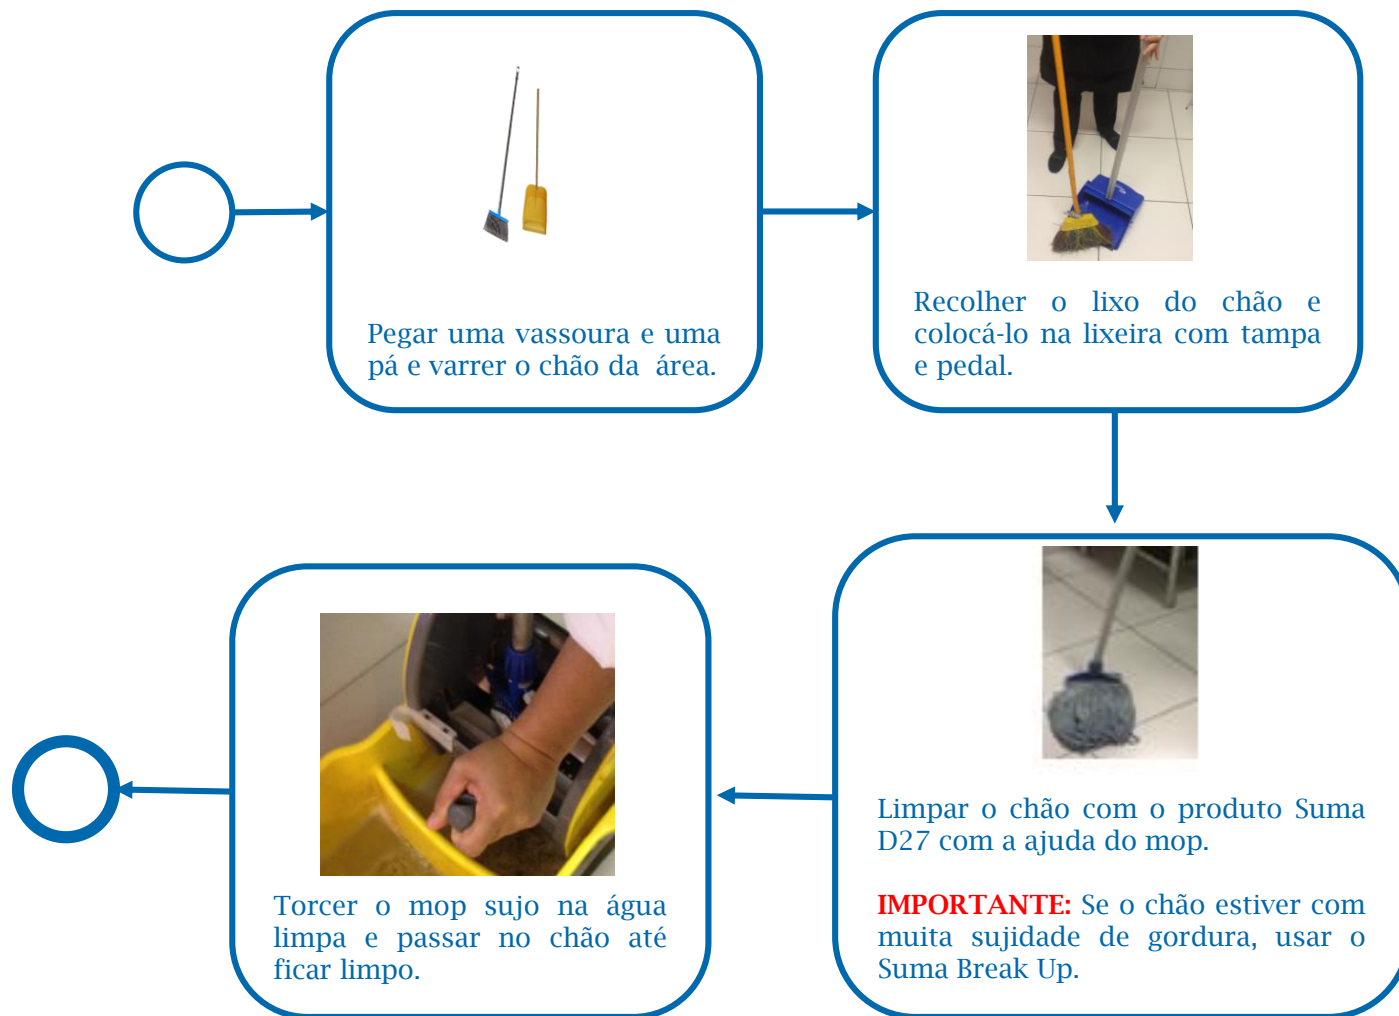 Pegar uma vassoura e uma
pá e varrer o chão da área.
Recolher o lixo do chão e
colocá-lo na lixeira com tampa
e pedal.
Limpar o chão com o produto Suma
D27 com a ajuda do mop.
IMPORTANTE: Se o chão estiver com
muita sujidade de gordura, usar o
Suma Break Up.
Torcer o mop sujo na água
limpa e passar no chão até
ficar limpo.